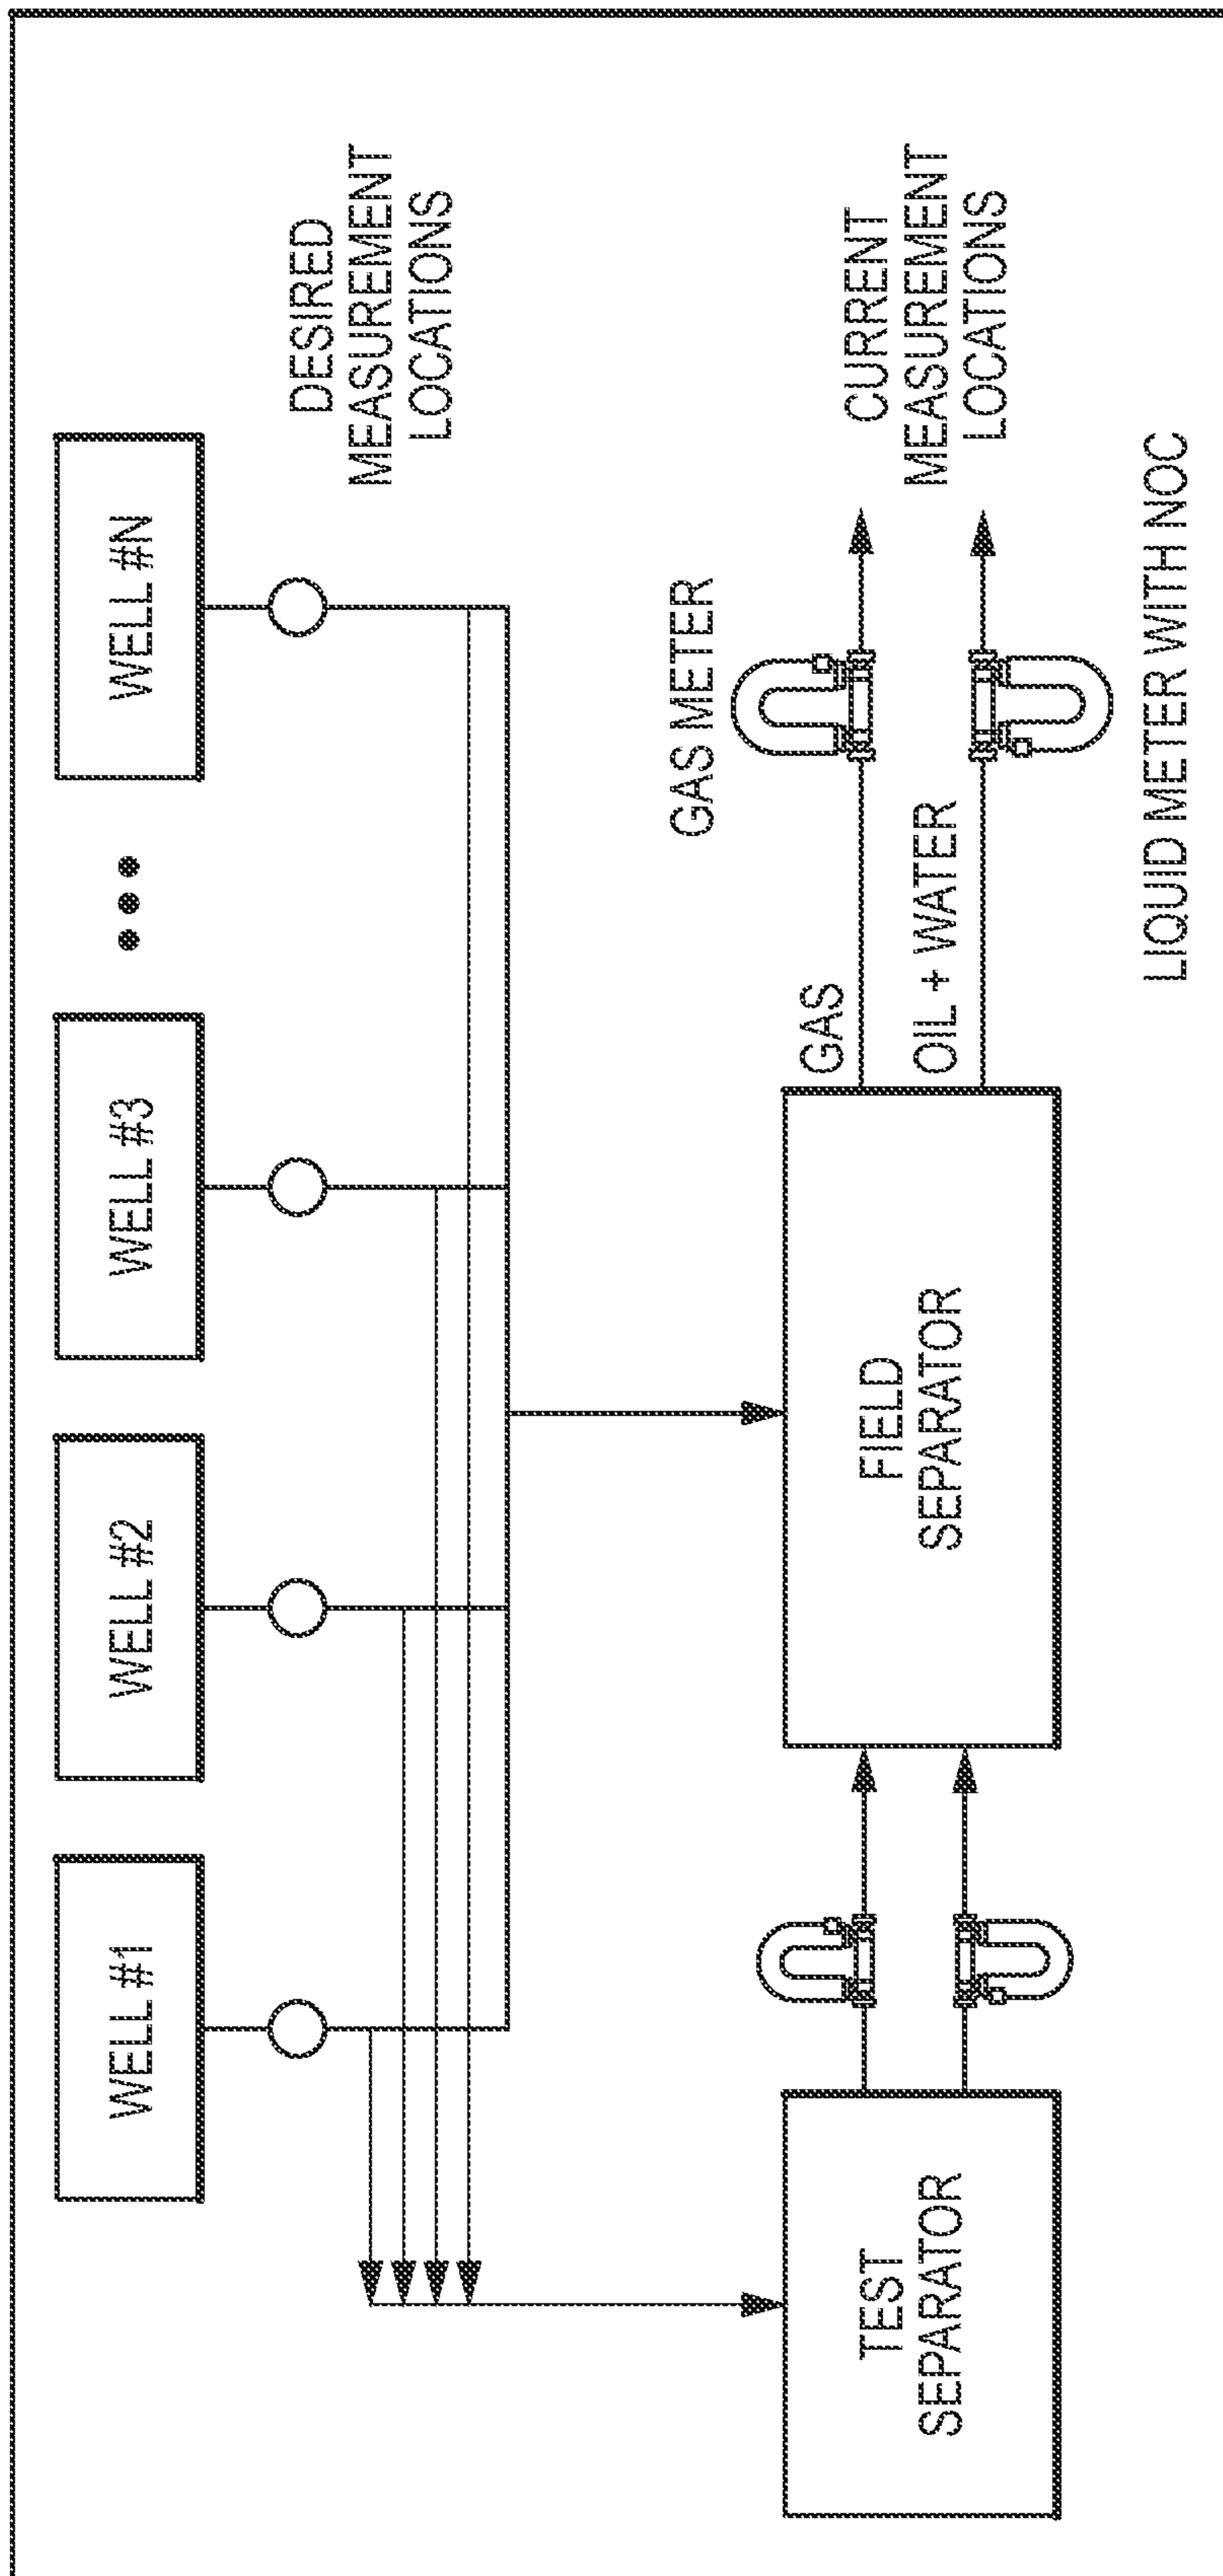 WELL #1
WELL #2
WELL #3
WELL #N
DESIRED
MEASUREMENT
LOCATIONS
GAS METER
CURRENT
MEASUREMENT
LOCATIONS
GAS
OIL + WATER
TEST
SEPARATOR
FIELD
SEPARATOR
LIQUID METER WITH NOC